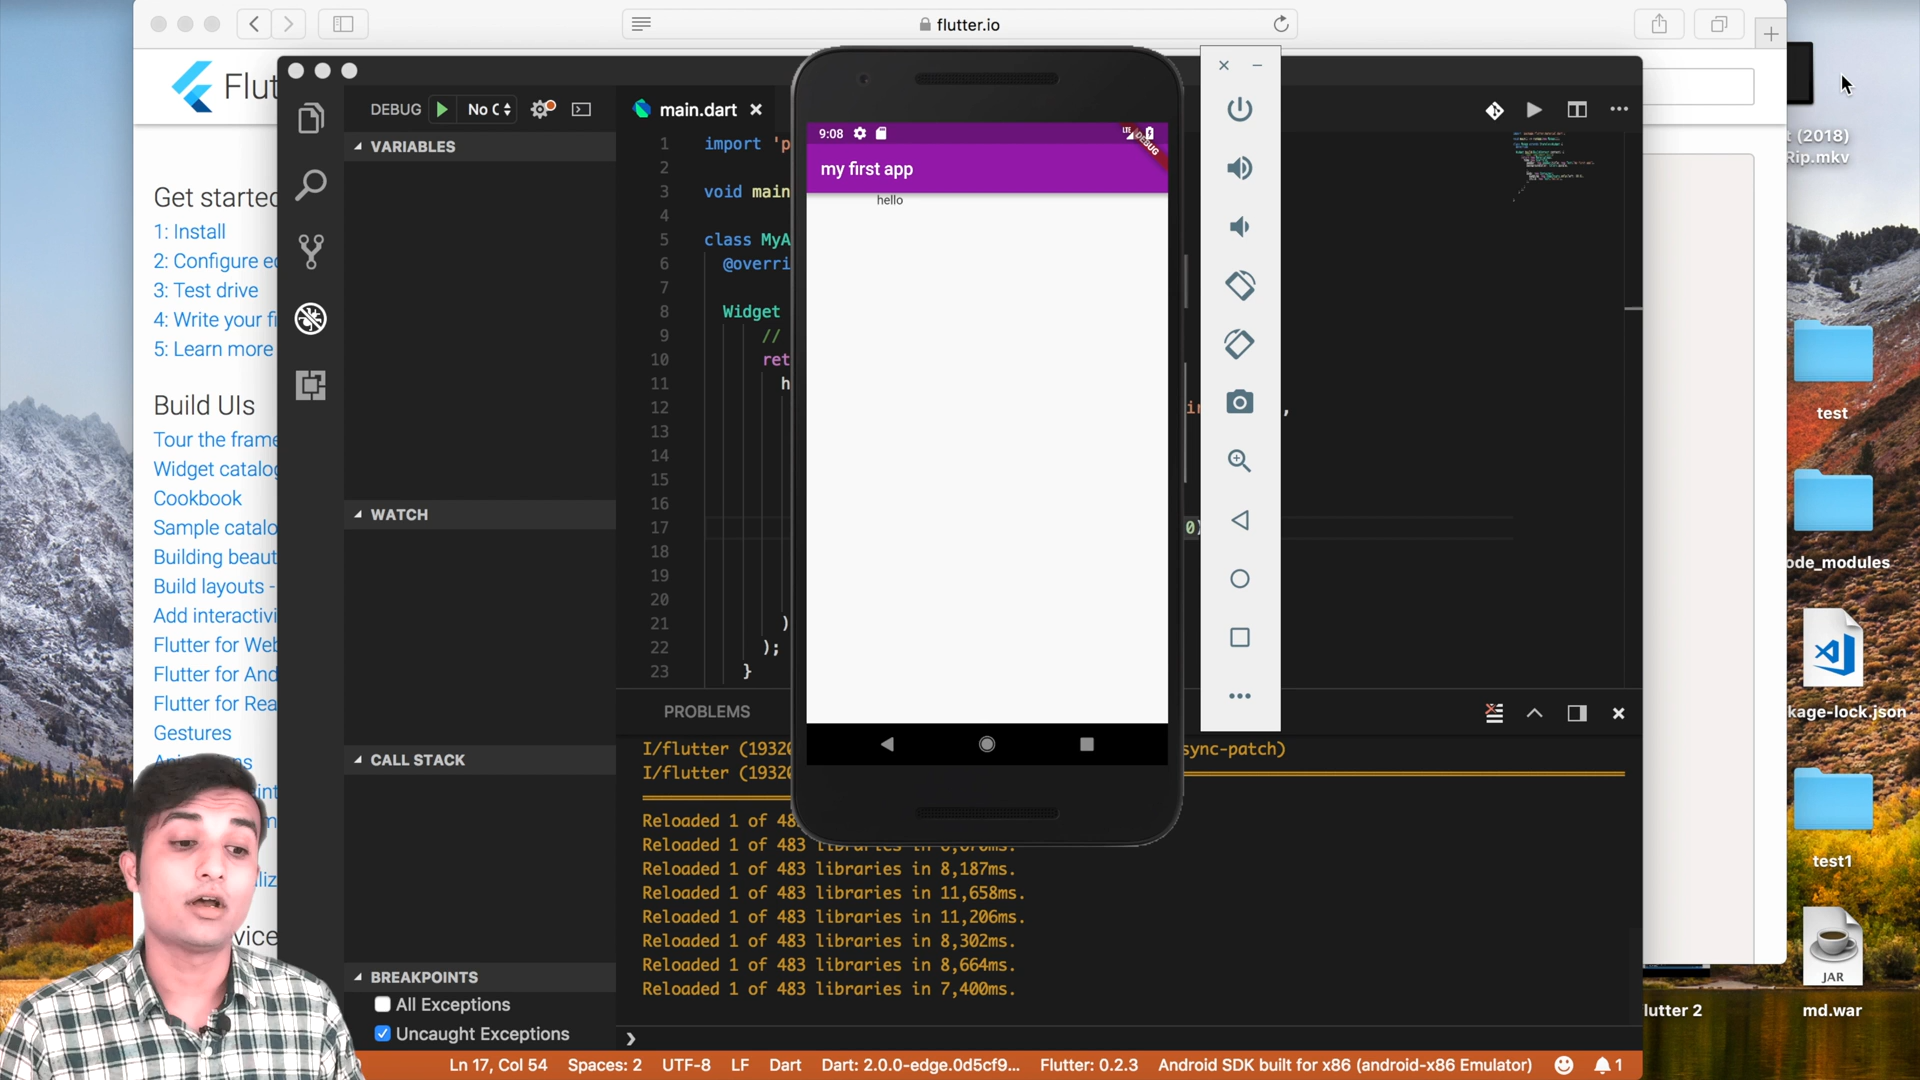 flutter.io
Flut
Get started
1: Install
2: Configure e
3: Test drive
4: Write your fi
5: Learn more
Build UIs
Tour the frame
Widget catalog
Cookbook
Sample catalo
Building beaut
Build layouts -
Add interactivi
Flutter for Web
Flutter for And
Flutter for Rea
Gestures
DEBUG
No C
VARIABLES
WATCH
CALL STACK
BREAKPOINTS
All Exceptions
Uncaught Exceptions
main.dart
1 import 'p
2
3 void main
4
5 class MyA
6 @overri
7
8 Widget
9 //
10 ret
11 h
12 ,
13
14
15
16
17 0)
18
19
20
21 )
22 );
23 }
9:08
LTE
DEBUG
my first app
hello
PROBLEMS
I/flutter (1932 sync-patch)
I/flutter (1932
Reloaded 1 of 48
Reloaded 1 of 483 libraries in
Reloaded 1 of 483 libraries in 8,187ms.
Reloaded 1 of 483 libraries in 11,658ms.
Reloaded 1 of 483 libraries in 11,206ms.
Reloaded 1 of 483 libraries in 8,302ms.
Reloaded 1 of 483 libraries in 8,664ms.
Reloaded 1 of 483 libraries in 7,400ms.
Ln 17, Col 54
Spaces: 2
UTF-8
LF
Dart
Dart: 2.0.0-edge.0d5cf9...
Flutter: 0.2.3
Android SDK built for x86 (android-x86 Emulator)
1
t (2018)
Rip.mkv
test
ode_modules
kage-lock.json
test1
JAR
lutter 2
md.war